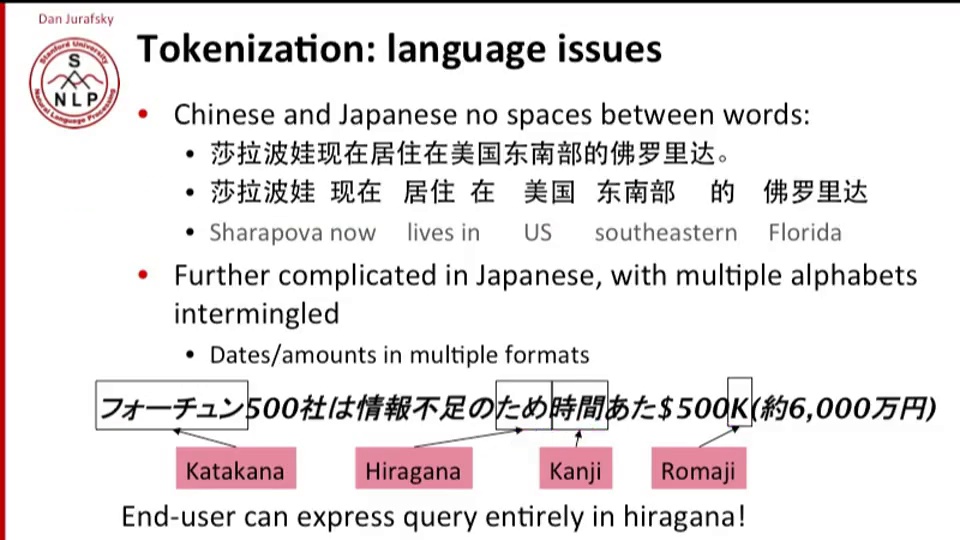 Dan Jurafsky
Stanford University
S
NLP
Natural Language Processing
Tokenization: language issues
• Chinese and Japanese no spaces between words:
• 莎拉波娃现在居住在美国东南部的佛罗里达。
• 莎拉波娃 现在 居住 在 美国 东南部 的 佛罗里达
• Sharapova now lives in US southeastern Florida
• Further complicated in Japanese, with multiple alphabets
intermingled
• Dates/amounts in multiple formats
フォーチュン500社は情報不足のため時間あた$500K(約6,000万円)
Katakana Hiragana Kanji Romaji
End-user can express query entirely in hiragana!